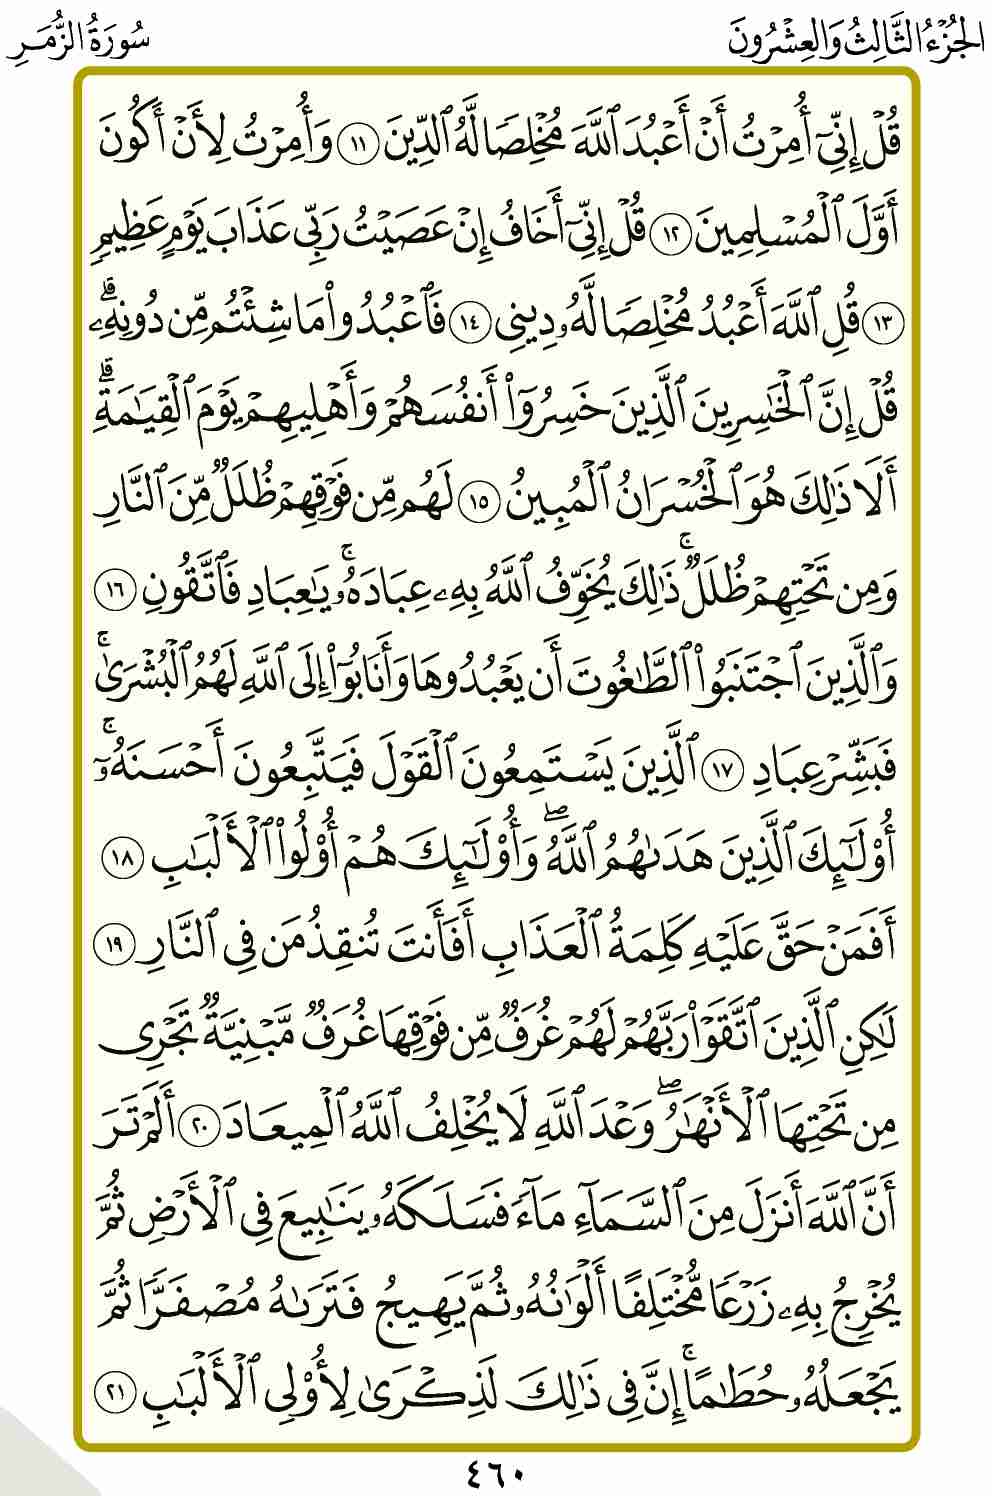 الجُزْءُ الثَّالِثُ وَالعِشْرُونَ
سُورَةُ الزُّمَرِ
قُلْ إِنِّىٓ أُمِرْتُ أَنْ أَعْبُدَ ٱللَّهَ مُخْلِصًا لَّهُ ٱلدِّينَ ١١ وَأُمِرْتُ لِأَنْ أَكُونَ
أَوَّلَ ٱلْمُسْلِمِينَ ١٢ قُلْ إِنِّىٓ أَخَافُ إِنْ عَصَيْتُ رَبِّى عَذَابَ يَوْمٍ عَظِيمٍ
١٣ قُلِ ٱللَّهَ أَعْبُدُ مُخْلِصًا لَّهُۥ دِينِى ١٤ فَٱعْبُدُوا۟ مَا شِئْتُم مِّن دُونِهِۦ ۗ
قُلْ إِنَّ ٱلْخَٰسِرِينَ ٱلَّذِينَ خَسِرُوٓا۟ أَنفُسَهُمْ وَأَهْلِيهِمْ يَوْمَ ٱلْقِيَٰمَةِ ۗ
أَلَا ذَٰلِكَ هُوَ ٱلْخُسْرَانُ ٱلْمُبِينُ ١٥ لَهُم مِّن فَوْقِهِمْ ظُلَلٌ مِّنَ ٱلنَّارِ
وَمِن تَحْتِهِمْ ظُلَلٌ ۚ ذَٰلِكَ يُخَوِّفُ ٱللَّهُ بِهِۦ عِبَادَهُۥ ۚ يَٰعِبَادِ فَٱتَّقُونِ ١٦
وَٱلَّذِينَ ٱجْتَنَبُوا۟ ٱلطَّٰغُوتَ أَن يَعْبُدُوهَا وَأَنَابُوٓا۟ إِلَى ٱللَّهِ لَهُمُ ٱلْبُشْرَىٰ ۚ
فَبَشِّرْ عِبَادِ ١٧ ٱلَّذِينَ يَسْتَمِعُونَ ٱلْقَوْلَ فَيَتَّبِعُونَ أَحْسَنَهُۥٓ ۚ
أُو۟لَٰٓئِكَ ٱلَّذِينَ هَدَىٰهُمُ ٱللَّهُ ۖ وَأُو۟لَٰٓئِكَ هُمْ أُو۟لُوا۟ ٱلْأَلْبَٰبِ ١٨
أَفَمَنْ حَقَّ عَلَيْهِ كَلِمَةُ ٱلْعَذَابِ أَفَأَنتَ تُنقِذُ مَن فِى ٱلنَّارِ ١٩
لَٰكِنِ ٱلَّذِينَ ٱتَّقَوْا۟ رَبَّهُمْ لَهُمْ غُرَفٌ مِّن فَوْقِهَا غُرَفٌ مَّبْنِيَّةٌ تَجْرِى
مِن تَحْتِهَا ٱلْأَنْهَٰرُ ۖ وَعْدَ ٱللَّهِ لَا يُخْلِفُ ٱللَّهُ ٱلْمِيعَادَ ٢٠ أَلَمْ تَرَ
أَنَّ ٱللَّهَ أَنزَلَ مِنَ ٱلسَّمَآءِ مَآءً فَسَلَكَهُۥ يَنَٰبِيعَ فِى ٱلْأَرْضِ ثُمَّ
يُخْرِجُ بِهِۦ زَرْعًا مُّخْتَلِفًا أَلْوَٰنُهُۥ ثُمَّ يَهِيجُ فَتَرَىٰهُ مُصْفَرًّا ثُمَّ
يَجْعَلُهُۥ حُطَٰمًا ۚ إِنَّ فِى ذَٰلِكَ لَذِكْرَىٰ لِأُو۟لِى ٱلْأَلْبَٰبِ ٢١
٤٦٠